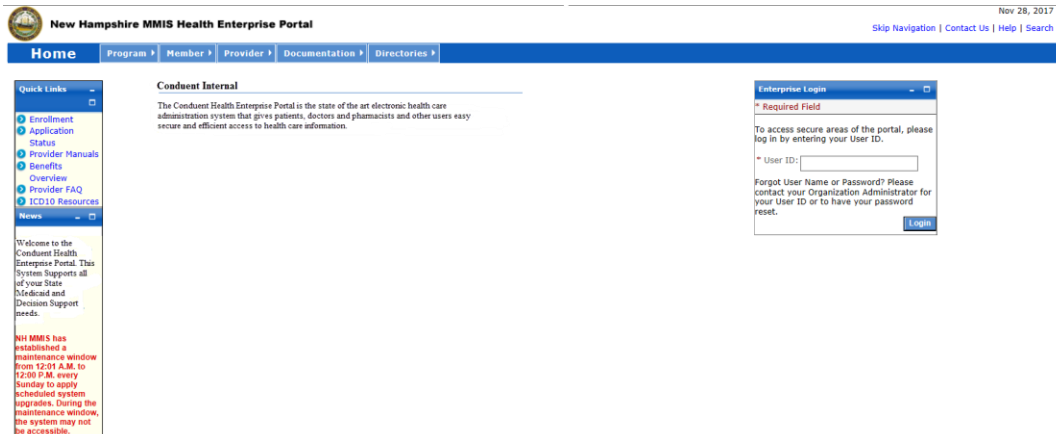 Nov 28, 2017
New Hampshire MMIS Health Enterprise Portal
Skip Navigation | Contact Us | Help | Search
Home Program Member Provider Documentation Directories
Quick Links
Enrollment
Application
Status
Provider Manuals
Benefits
Overview
Provider FAQ
ICD10 Resources
News
Welcome to the
Conduent Health
Enterprise Portal. This
System Supports all
of your State
Medicaid and
Decision Support
needs.
NH MMIS has
established a
maintenance window
from 12:01 A.M. to
12:00 P.M. every
Sunday to apply
scheduled system
upgrades. During the
maintenance window,
the system may not
be accessible.
Conduent Internal
The Conduent Health Enterprise Portal is the state of the art electronic health care
administration system that gives patients, doctors and pharmacists and other users easy
secure and efficient access to health care information.
Enterprise Login
* Required Field
To access secure areas of the portal, please
log in by entering your User ID.
* User ID:
Forgot User Name or Password? Please
contact your Organization Administrator for
your User ID or to have your password
reset.
Login